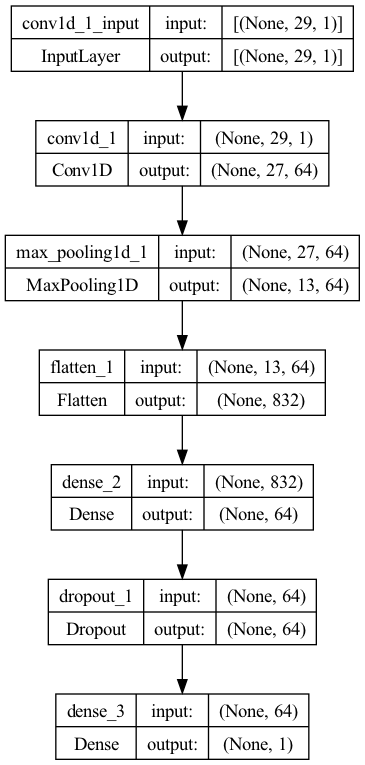 conv1d_1_input input: [(None, 29, 1)]
InputLayer output: [(None, 29, 1)]
conv1d_1 input: (None, 29, 1)
Conv1D output: (None, 27, 64)
max_pooling1d_1 input: (None, 27, 64)
MaxPooling1D output: (None, 13, 64)
flatten_1 input: (None, 13, 64)
Flatten output: (None, 832)
dense_2 input: (None, 832)
Dense output: (None, 64)
dropout_1 input: (None, 64)
Dropout output: (None, 64)
dense_3 input: (None, 64)
Dense output: (None, 1)